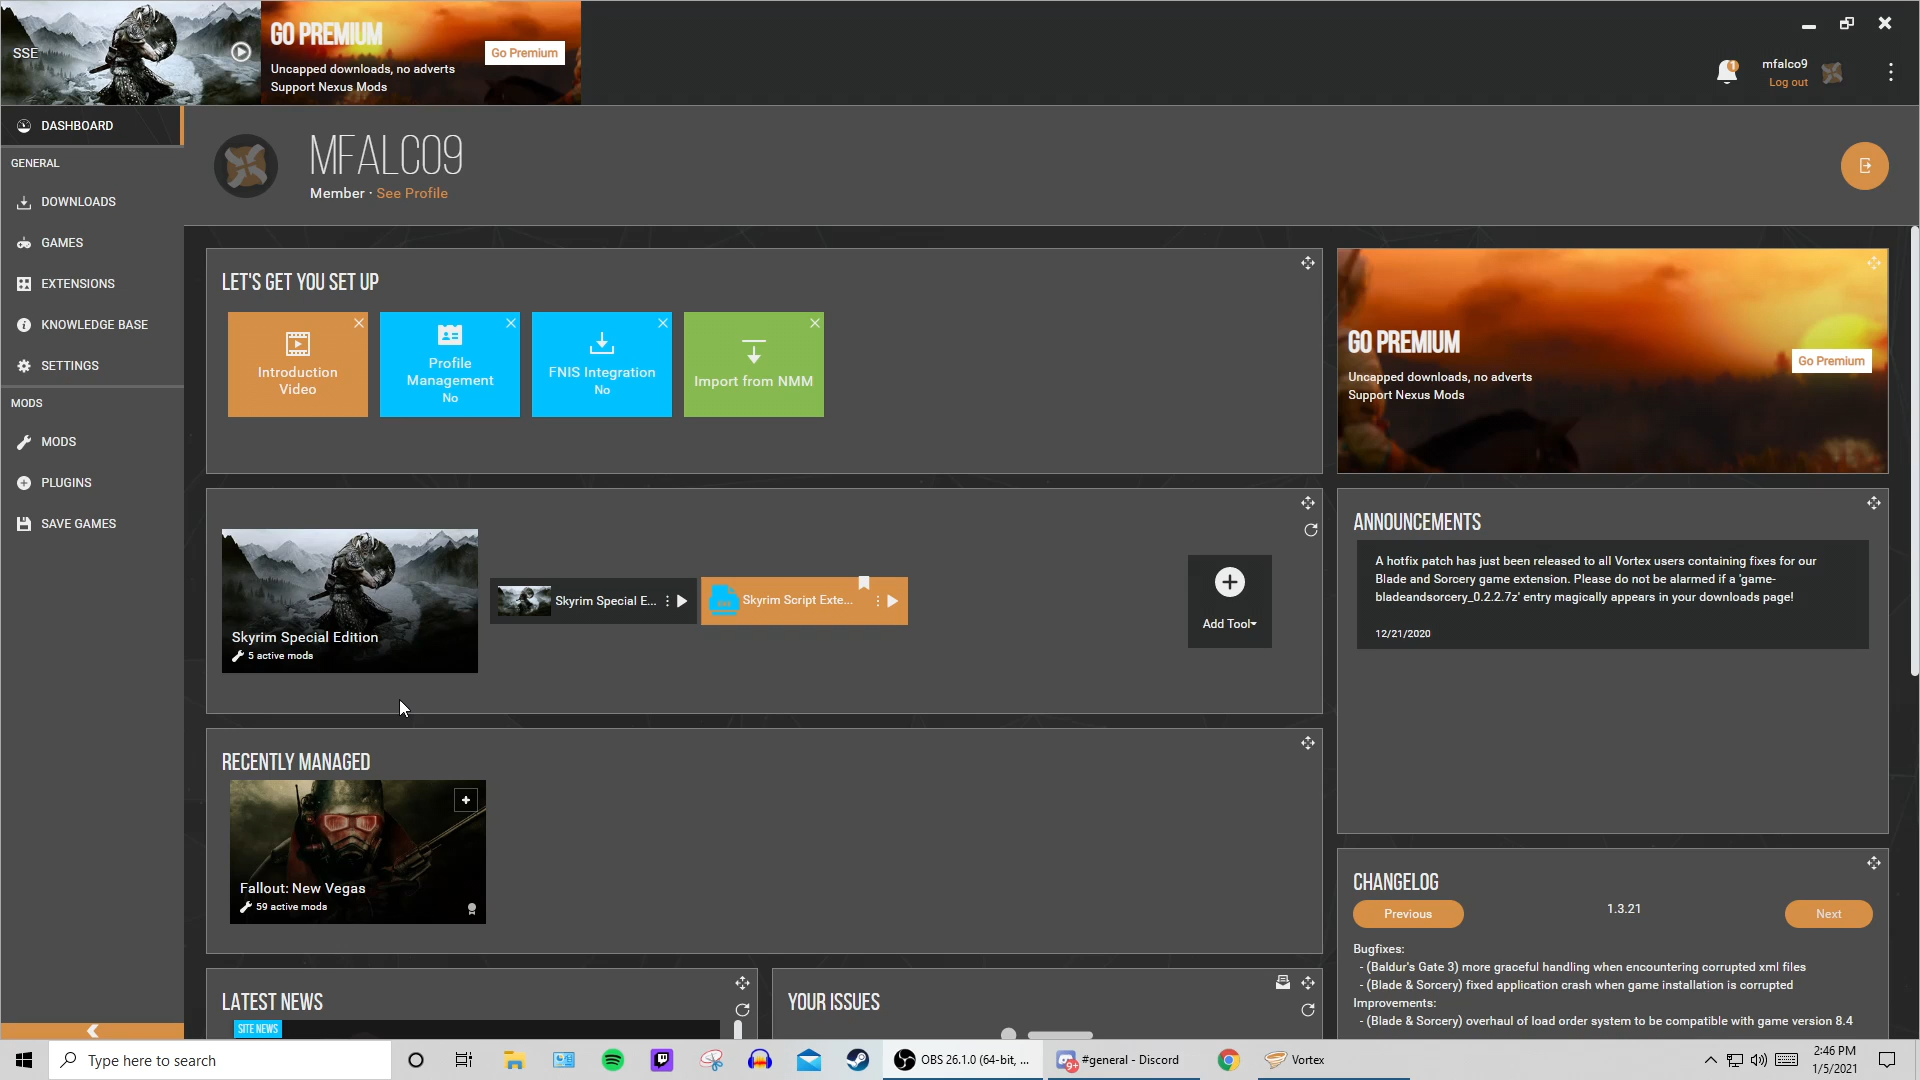 SSE
GO PREMIUM
Uncapped downloads, no adverts
Support Nexus Mods
Go Premium
1
mfalco9
Log out
DASHBOARD
GENERAL
DOWNLOADS
GAMES
EXTENSIONS
KNOWLEDGE BASE
SETTINGS
MODS
MODS
PLUGINS
SAVE GAMES
MFALCO9
Member · See Profile
LET'S GET YOU SET UP
Introduction
Video
Profile
Management
No
FNIS Integration
No
Import from NMM
GO PREMIUM
Uncapped downloads, no adverts
Support Nexus Mods
Go Premium
Skyrim Special Edition
5 active mods
Skyrim Special E...
Skyrim Script Exte...
Add Tool
ANNOUNCEMENTS
A hotfix patch has just been released to all Vortex users containing fixes for our
Blade and Sorcery game extension. Please do not be alarmed if a 'game-
bladeandsorcery_0.2.2.7z' entry magically appears in your downloads page!
12/21/2020
RECENTLY MANAGED
Fallout: New Vegas
59 active mods
CHANGELOG
Previous
1.3.21
Next
Bugfixes:
- (Baldur's Gate 3) more graceful handling when encountering corrupted xml files
- (Blade & Sorcery) fixed application crash when game installation is corrupted
Improvements:
- (Blade & Sorcery) overhaul of load order system to be compatible with game version 8.4
LATEST NEWS
SITE NEWS
YOUR ISSUES
Type here to search
OBS 26.1.0 (64-bit, ...
9+
#general - Discord
Vortex
2:46 PM
1/5/2021